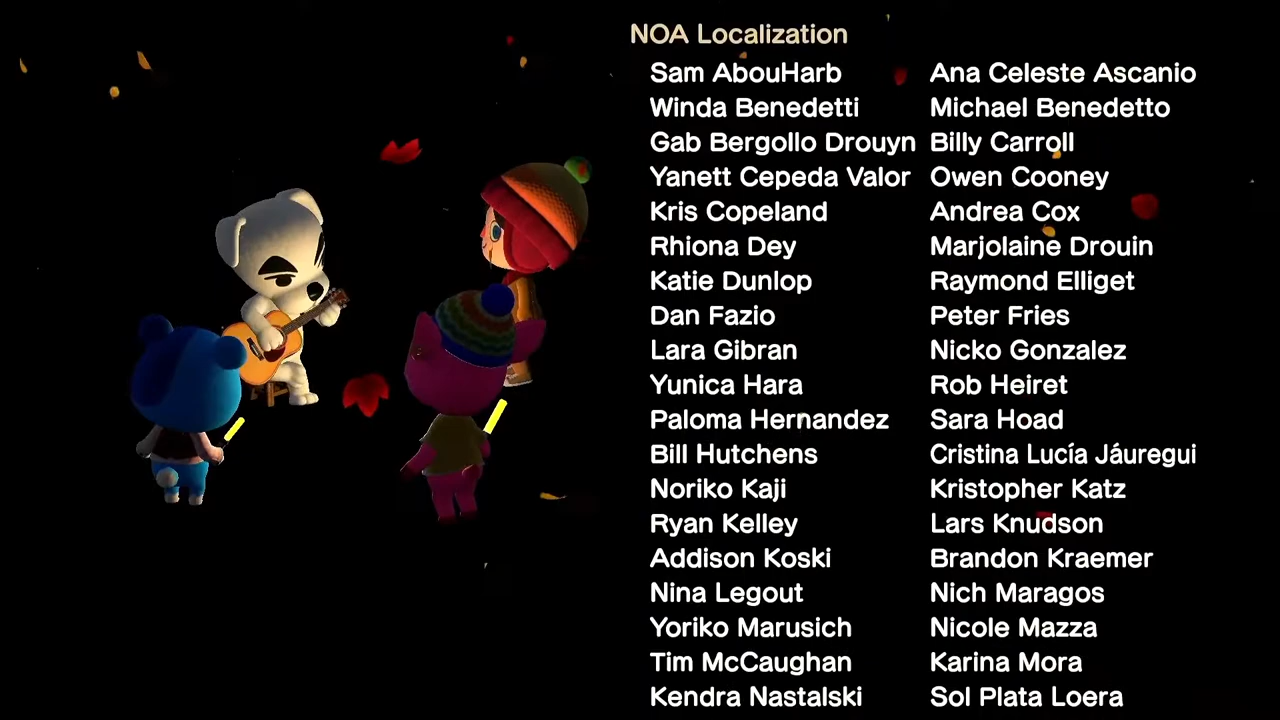 NOA Localization
Sam AbouHarb Ana Celeste Ascanio
Winda Benedetti Michael Benedetto
Gab Bergollo Drouyn Billy Carroll
Yanett Cepeda Valor Owen Cooney
Kris Copeland Andrea Cox
Rhiona Dey Marjolaine Drouin
Katie Dunlop Raymond Elliget
Dan Fazio Peter Fries
Lara Gibran Nicko Gonzalez
Yunica Hara Rob Heiret
Paloma Hernandez Sara Hoad
Bill Hutchens Cristina Lucía Jáuregui
Noriko Kaji Kristopher Katz
Ryan Kelley Lars Knudson
Addison Koski Brandon Kraemer
Nina Legout Nich Maragos
Yoriko Marusich Nicole Mazza
Tim McCaughan Karina Mora
Kendra Nastalski Sol Plata Loera